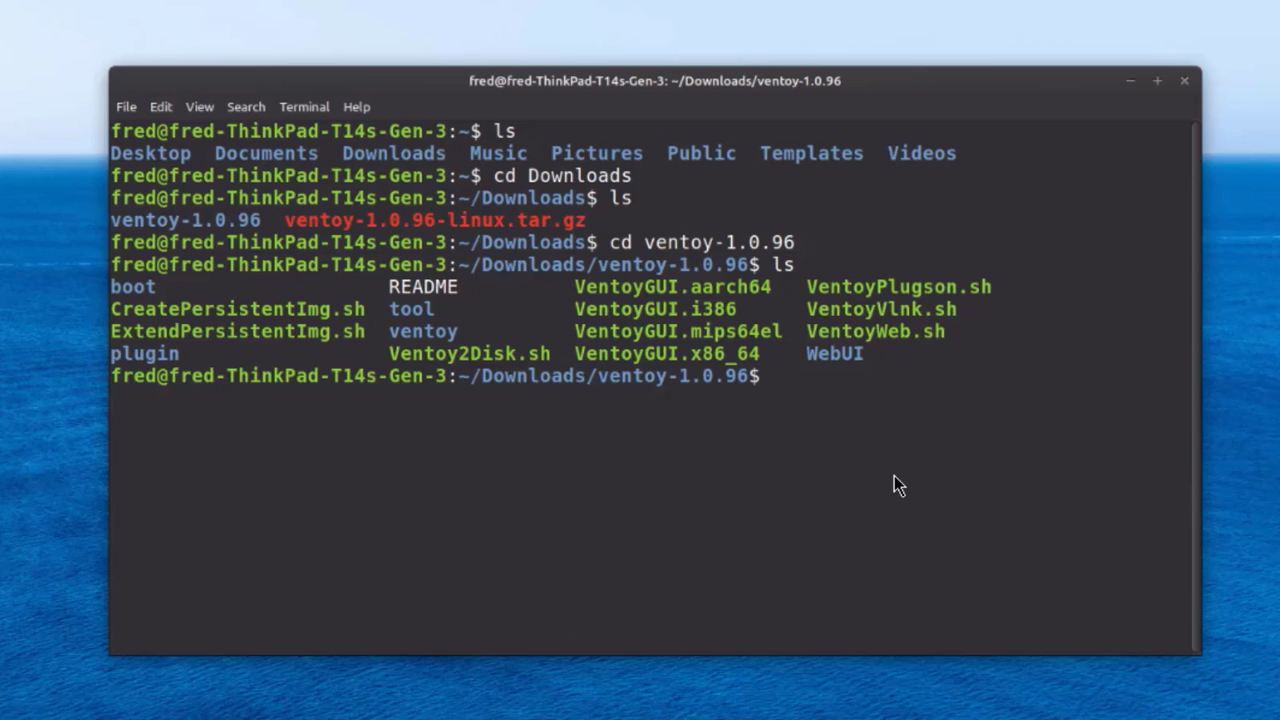 fred@fred-ThinkPad-T14s-Gen-3: ~/Downloads/ventoy-1.0.96
File Edit View Search Terminal Help
fred@fred-ThinkPad-T14s-Gen-3:~$ ls
Desktop Documents Downloads Music Pictures Public Templates Videos
fred@fred-ThinkPad-T14s-Gen-3:~$ cd Downloads
fred@fred-ThinkPad-T14s-Gen-3:~/Downloads$ ls
ventoy-1.0.96 ventoy-1.0.96-linux.tar.gz
fred@fred-ThinkPad-T14s-Gen-3:~/Downloads$ cd ventoy-1.0.96
fred@fred-ThinkPad-T14s-Gen-3:~/Downloads/ventoy-1.0.96$ ls
boot README VentoyGUI.aarch64 VentoyPlugson.sh
CreatePersistentImg.sh tool VentoyGUI.i386 VentoyVlnk.sh
ExtendPersistentImg.sh ventoy VentoyGUI.mips64el VentoyWeb.sh
plugin Ventoy2Disk.sh VentoyGUI.x86_64 WebUI
fred@fred-ThinkPad-T14s-Gen-3:~/Downloads/ventoy-1.0.96$